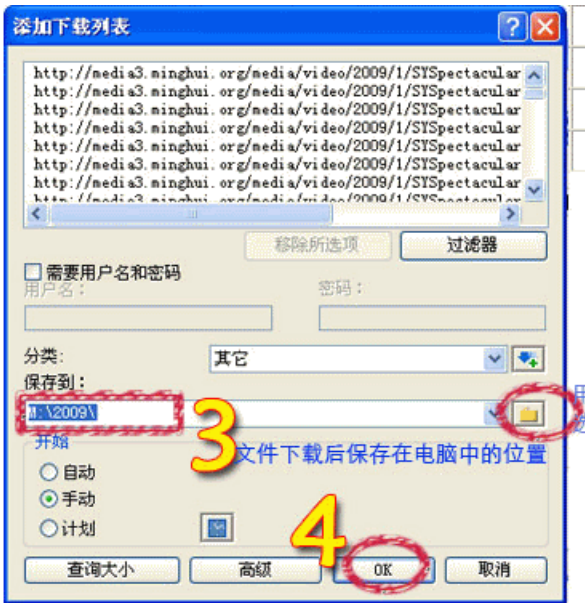 添加下载列表
http://media3.minghui.org/media/video/2009/1/SYSpectacular
http://media3.minghui.org/media/video/2009/1/SYSpectacular
http://media3.minghui.org/media/video/2009/1/SYSpectacular
http://media3.minghui.org/media/video/2009/1/SYSpectacular
http://media3.minghui.org/media/video/2009/1/SYSpectacular
http://media3.minghui.org/media/video/2009/1/SYSpectacular
http://media3.minghui.org/media/video/2009/1/SYSpectacular
移除所选项 过滤器
需要用户名和密码
用户名: 密码:
分类: 其它
保存到:
M:\2009\
3
开始
文件下载后保存在电脑中的位置
自动
手动
计划
4
查询大小 高级 OK 取消